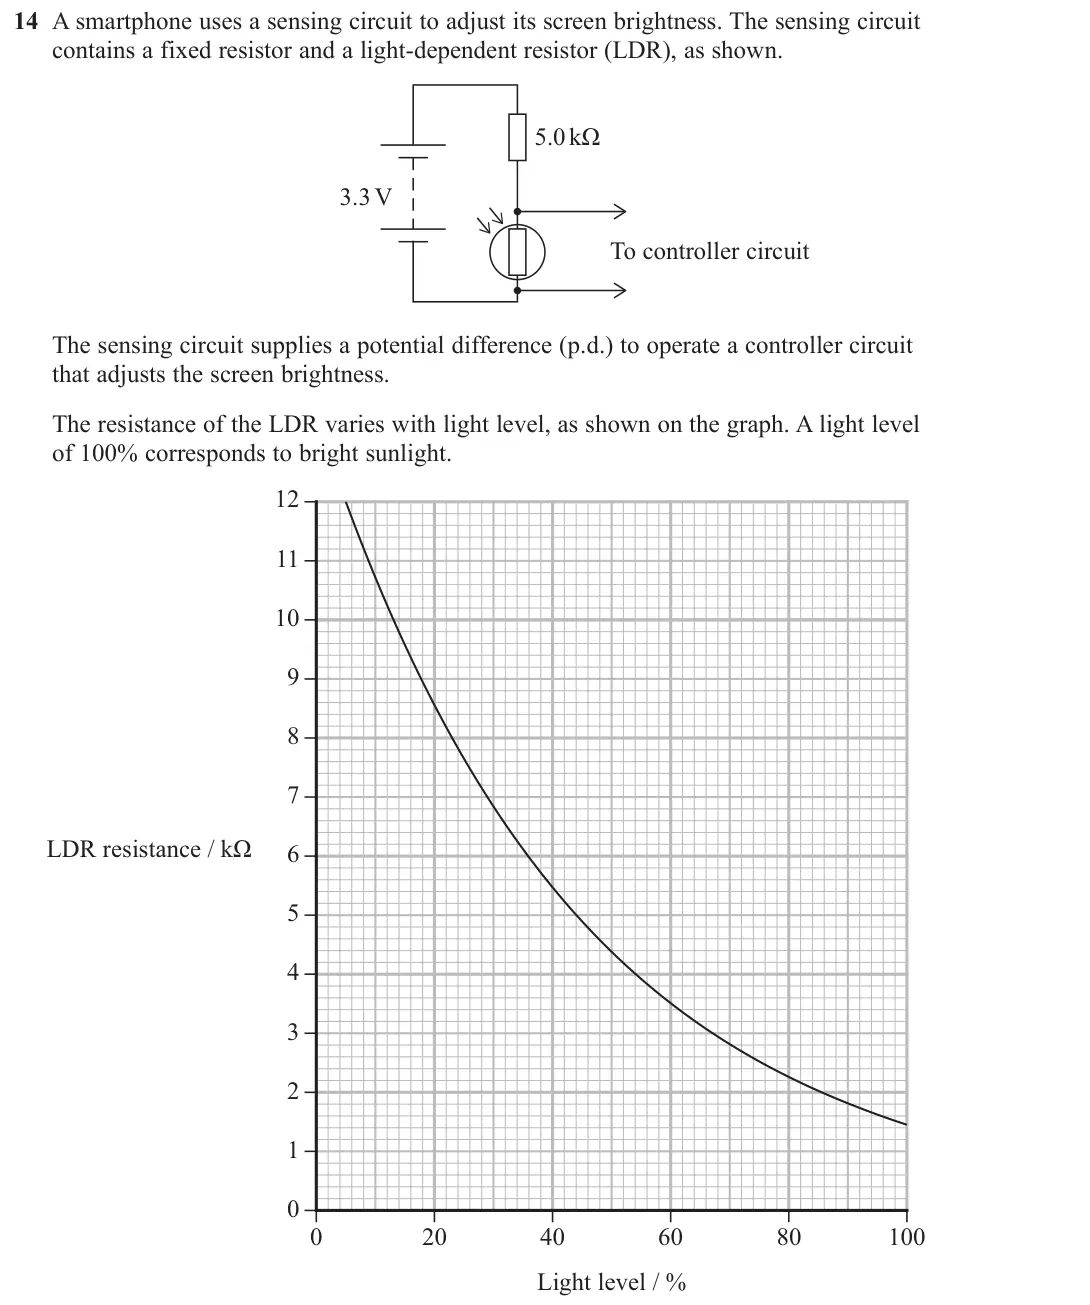 14 A smartphone uses a sensing circuit to adjust its screen brightness. The sensing circuit
contains a fixed resistor and a light-dependent resistor (LDR), as shown.
5.0 kΩ
3.3 V
To controller circuit
The sensing circuit supplies a potential difference (p.d.) to operate a controller circuit
that adjusts the screen brightness.
The resistance of the LDR varies with light level, as shown on the graph. A light level
of 100% corresponds to bright sunlight.
12
11
10
9
8
7
LDR resistance / kΩ
6
5
4
3
2
1
0
0 20 40 60 80 100
Light level / %